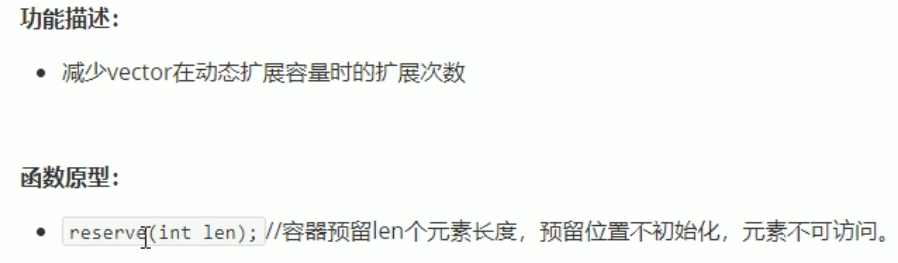 功能描述：
减少vector在动态扩展容量时的扩展次数
函数原型：
reserve(int len);//容器预留len个元素长度，预留位置不初始化，元素不可访问。